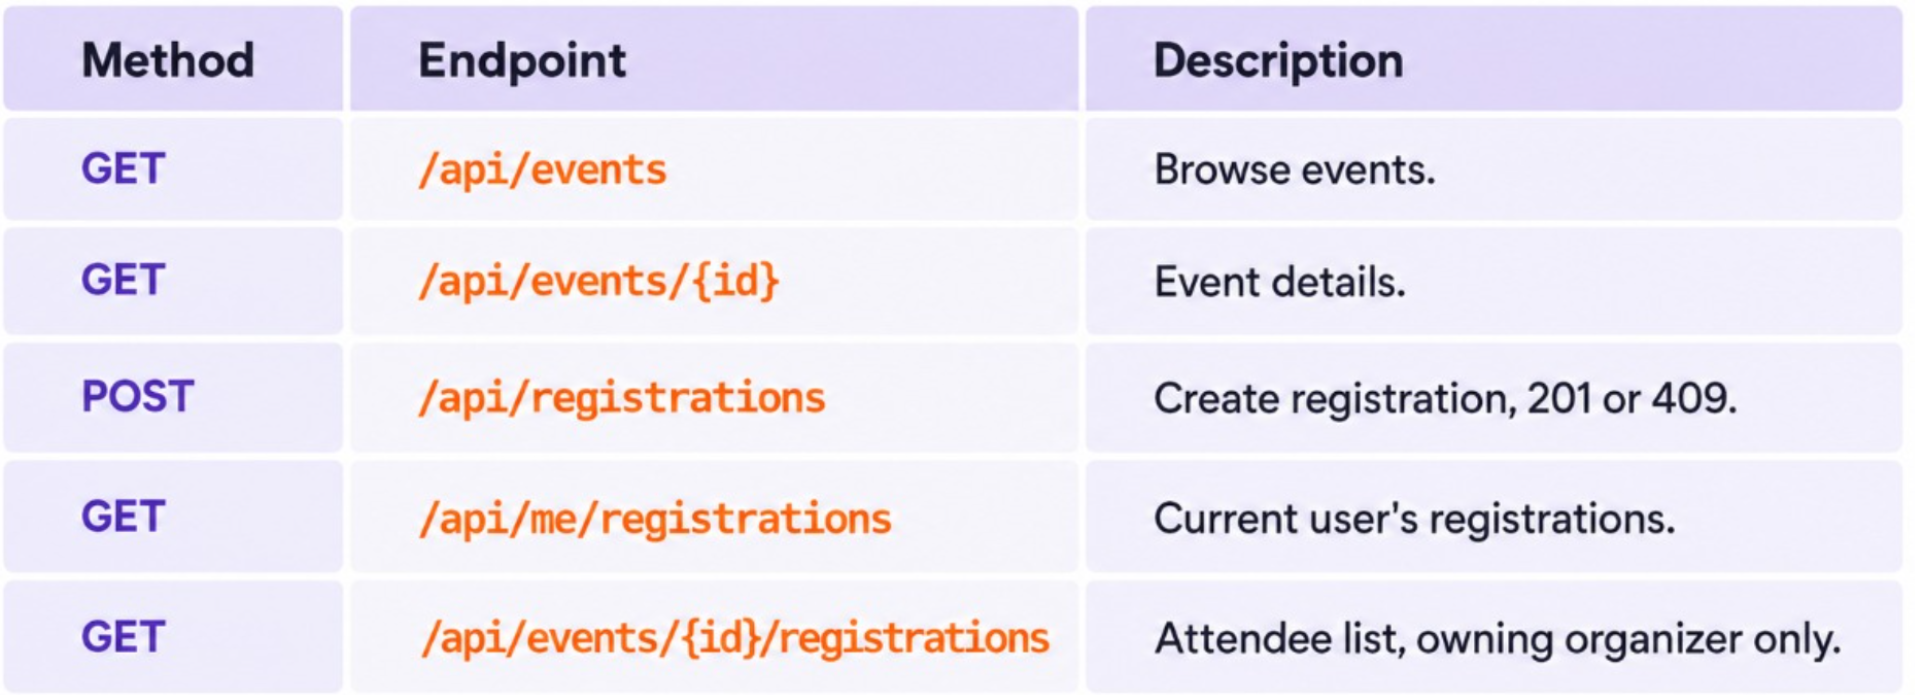 Method Endpoint Description
GET /api/events Browse events.
GET /api/events/{id} Event details.
POST /api/registrations Create registration, 201 or 409.
GET /api/me/registrations Current user's registrations.
GET /api/events/{id}/registrations Attendee list, owning organizer only.